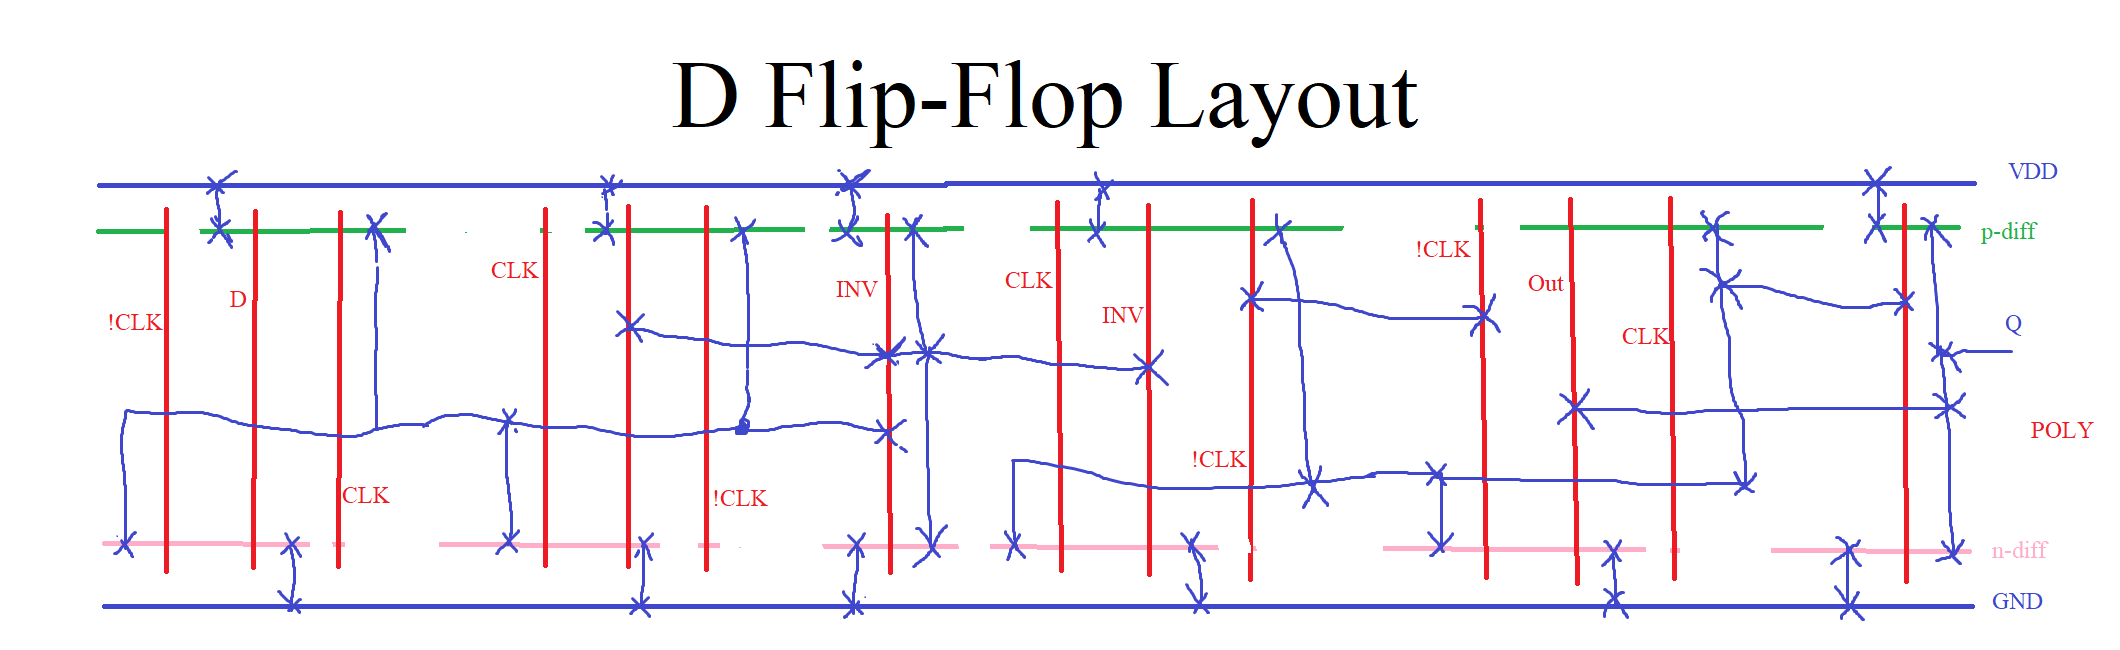 D Flip-Flop Layout
VDD
p-diff
!CLK
CLK
CLK
Out
INV
D
INV
!CLK
Q
CLK
POLY
!CLK
CLK
!CLK
n-diff
GND